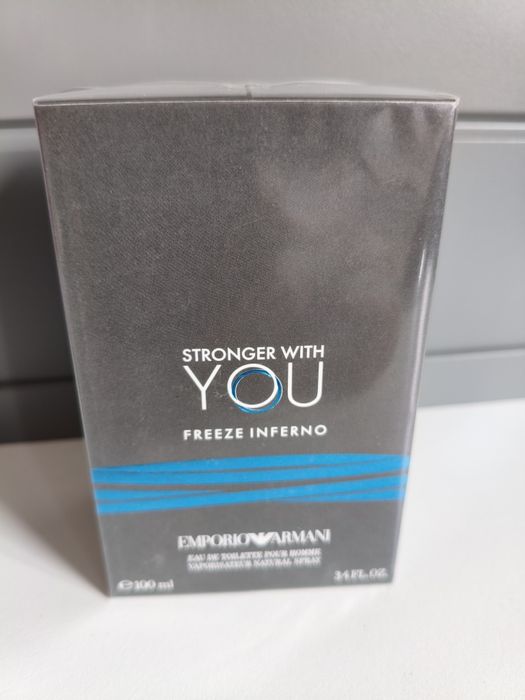 STRONGER WITH
YOU
FREEZE INFERNO
EMPORIO ARMANI
EAU DE TOILETTE POUR HOMME
VAPORISATEUR NATURAL SPRAY
e 100 ml
3.4 FL. OZ.